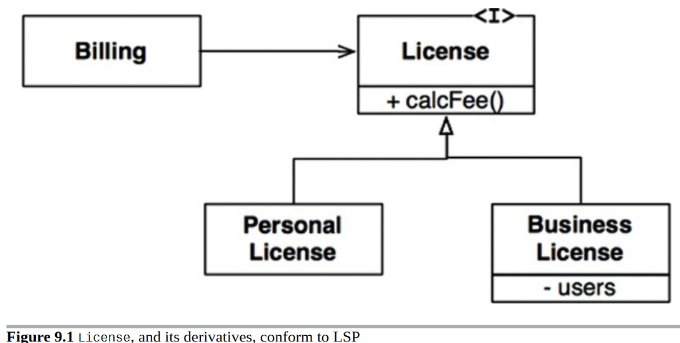 <I>
Billing
License
+ calcFee()
Personal
License
Business
License
- users
Figure 9.1 License, and its derivatives, conform to LSP